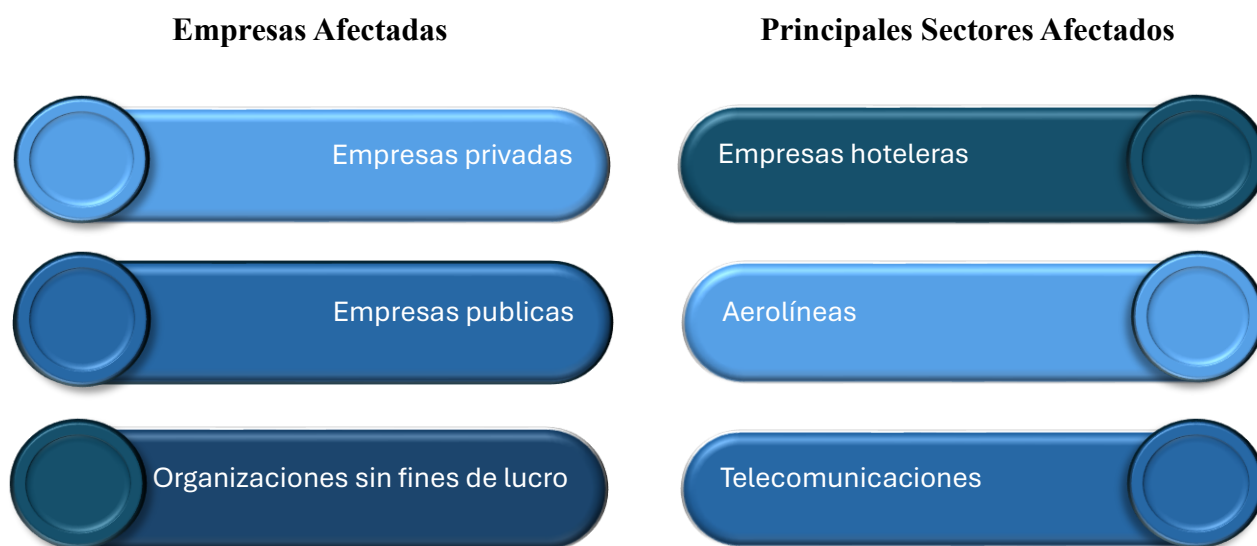 Empresas Afectadas
Empresas privadas
Empresas publicas
Organizaciones sin fines de lucro
Principales Sectores Afectados
Empresas hoteleras
Aerolíneas
Telecomunicaciones